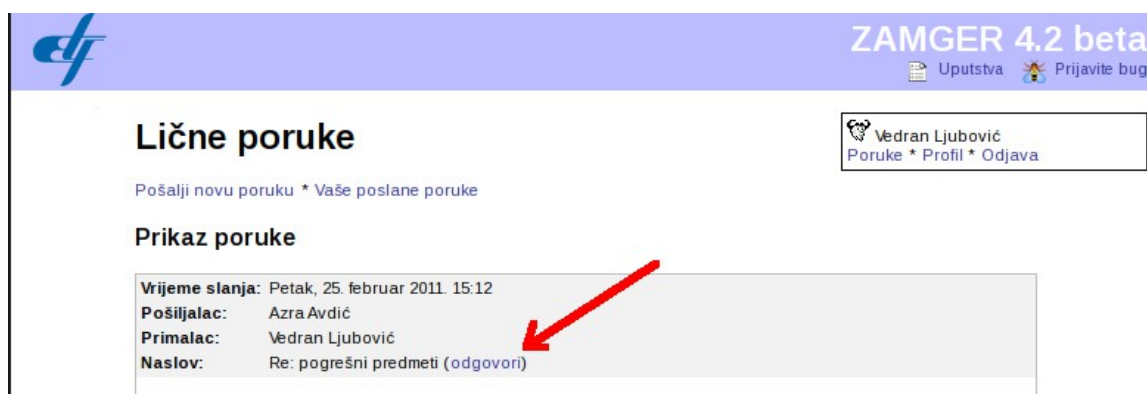 ZAMGER 4.2 beta
Uputstva Prijavite bug
Lične poruke
Vedran Ljubović
Poruke * Profil * Odjava
Pošalji novu poruku * Vaše poslane poruke
Prikaz poruke
Vrijeme slanja: Petak, 25. februar 2011. 15:12
Pošiljalac: Azra Avdić
Primalac: Vedran Ljubović
Naslov: Re: pogrešni predmeti (odgovori)